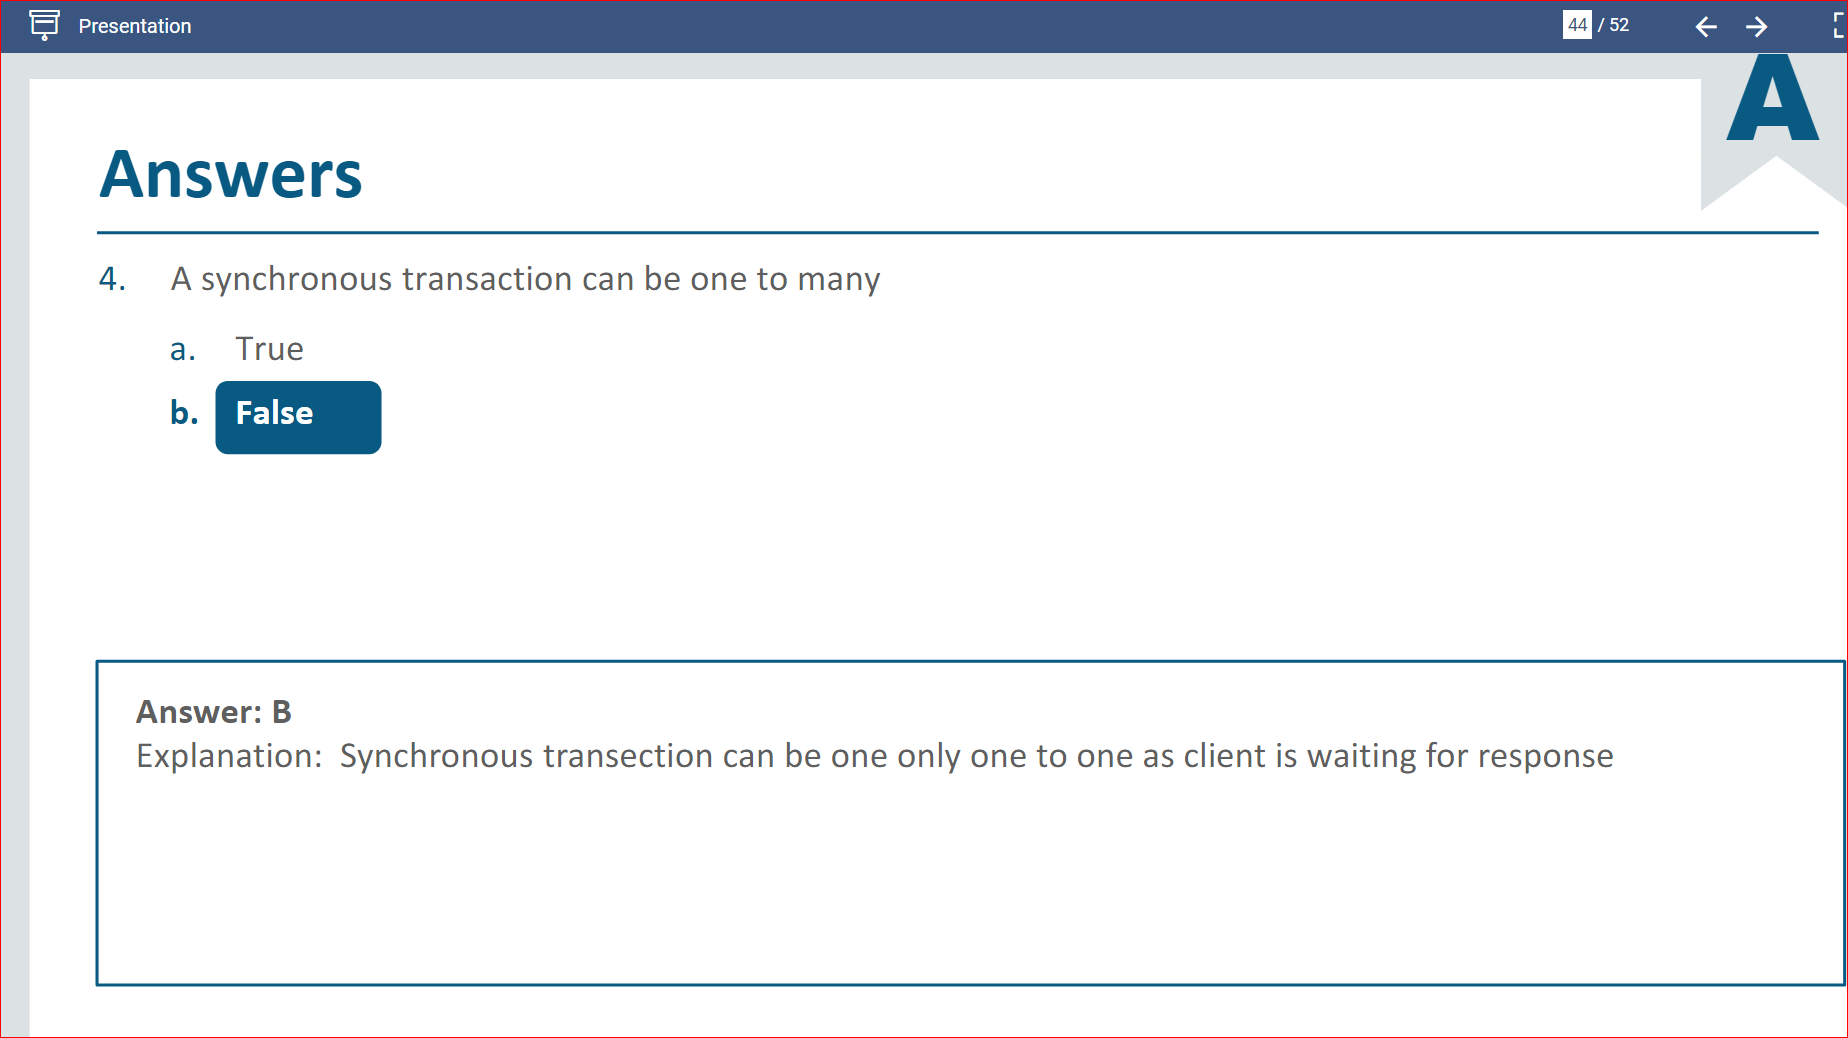 Presentation
44 / 52
A
Answers
4. A synchronous transaction can be one to many
a. True
b. False
Answer: B
Explanation: Synchronous transection can be one only one to one as client is waiting for response